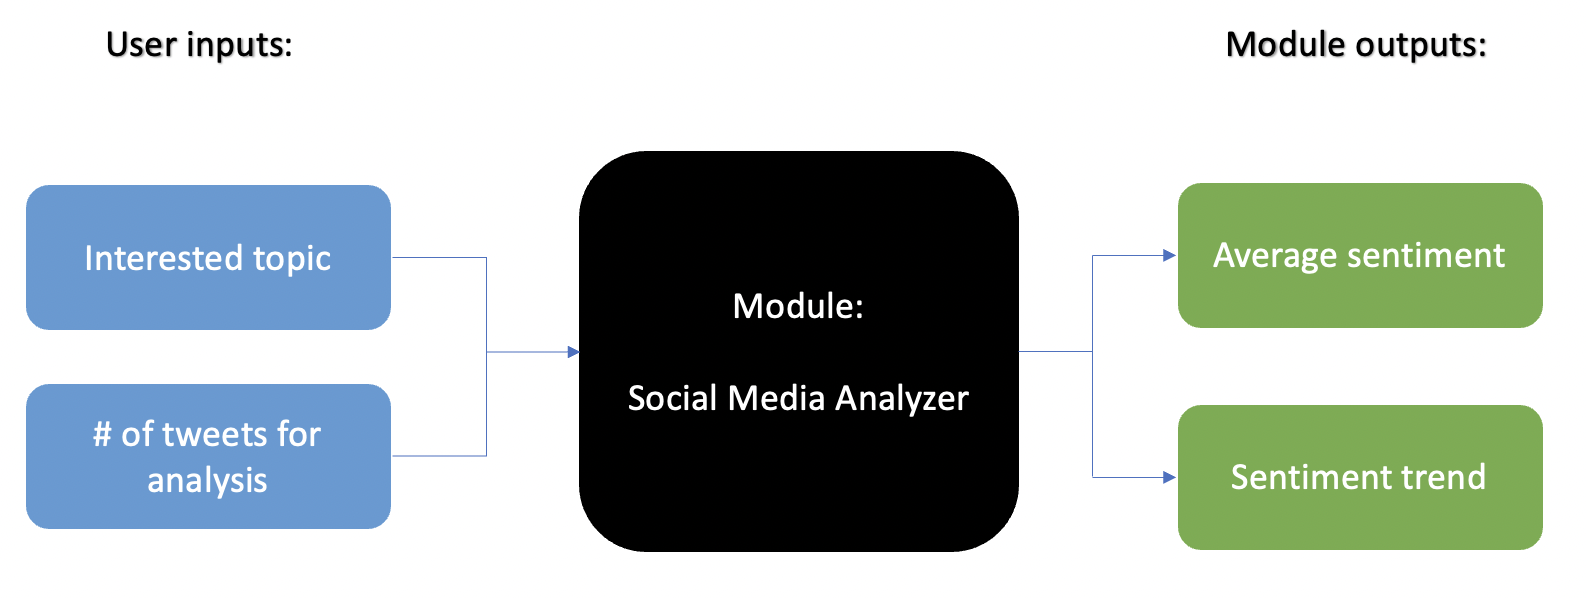 User inputs:
Module outputs:
Interested topic
# of tweets for
analysis
Module:
Social Media Analyzer
Average sentiment
Sentiment trend